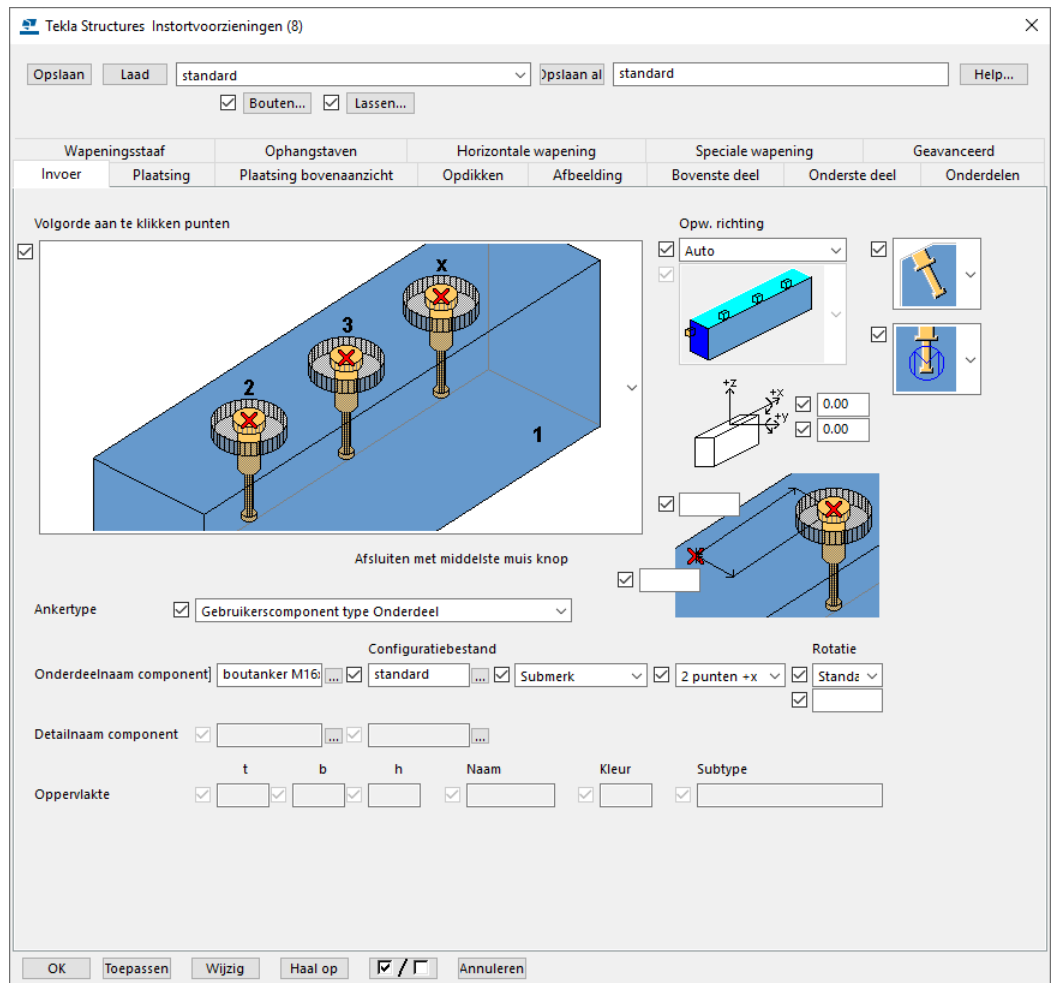 Tekla Structures Instortvoorzieningen (8)
Opslaan Laad standard Opslaan al standard Help...
Bouten... Lassen...
Wapeningsstaaf Ophangstaven Horizontale wapening Speciale wapening Geavanceerd
Invoer Plaatsing Plaatsing bovenaanzicht Opdikken Afbeelding Bovenste deel Onderste deel Onderdelen
Volgorde aan te klikken punten Opw. richting
Auto
X
3
2
1
+z
+x
+y
0.00
0.00
Afsluiten met middelste muis knop
Ankertype Gebruikerscomponent type Onderdeel
Configuratiebestand Rotatie
Onderdeelnaam component boutanker M16 ... standard ... Submerk 2 punten +x Standa
Detailnaam component ... ...
t b h Naam Kleur Subtype
Oppervlakte
OK Toepassen Wijzig Haal op / Annuleren